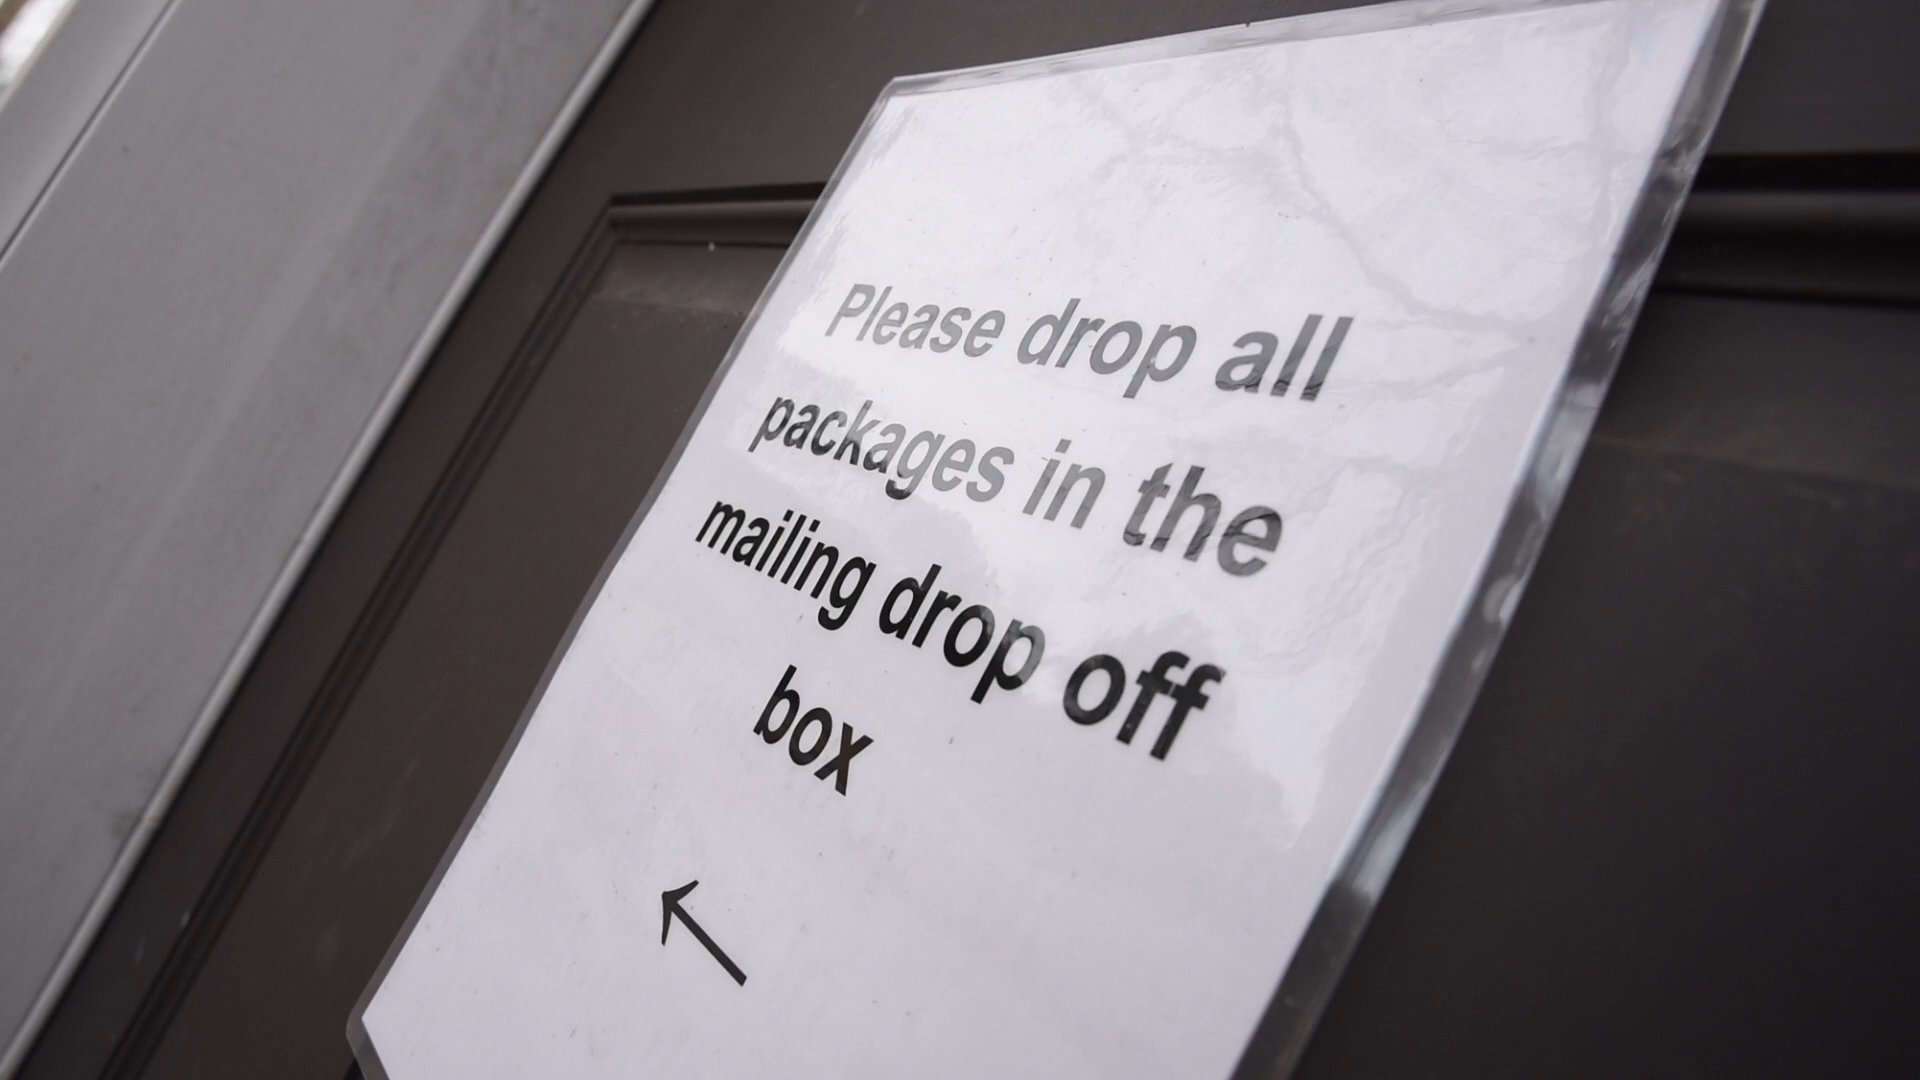 Please drop all
packages in the
mailing drop off
box